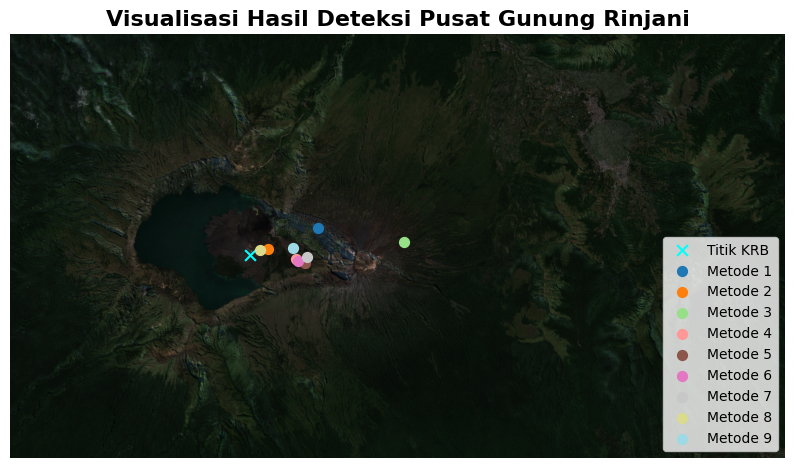 Visualisasi Hasil Deteksi Pusat Gunung Rinjani
Titik KRB
Metode 1
Metode 2
Metode 3
Metode 4
Metode 5
Metode 6
Metode 7
Metode 8
Metode 9